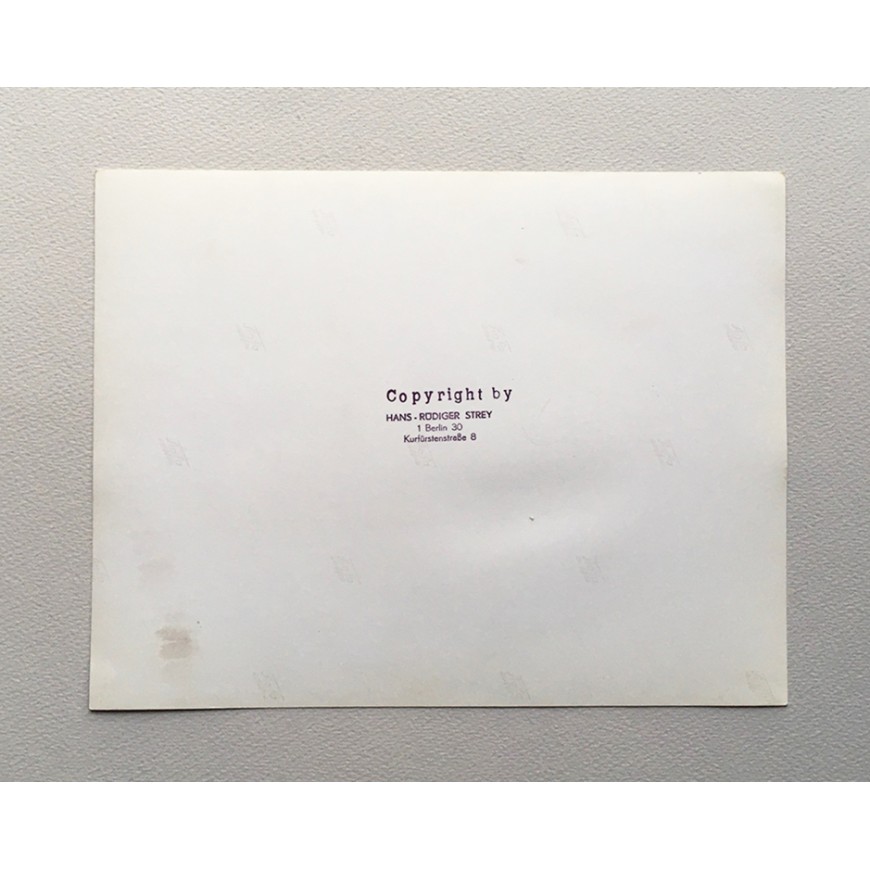 Copyright by
HANS-RÜDIGER STREY
1 Berlin 30
Kurfürstenstraße 8